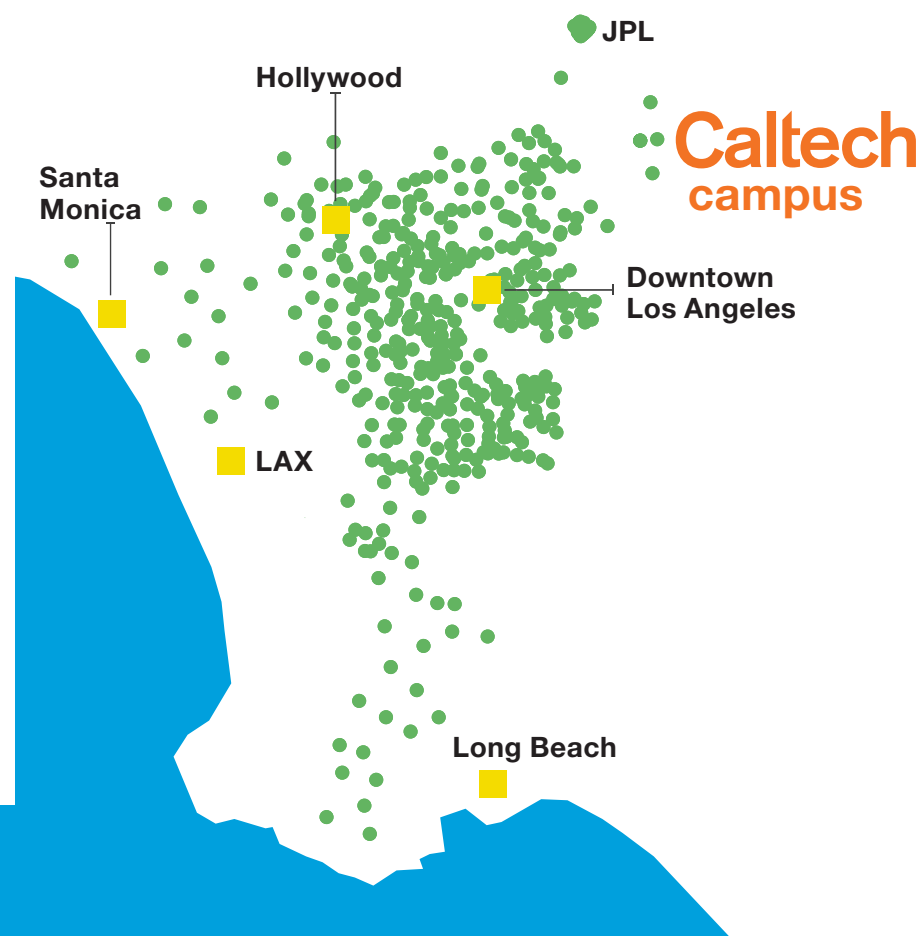 JPL
Hollywood
Caltech
campus
Santa
Monica
Downtown
Los Angeles
LAX
Long Beach